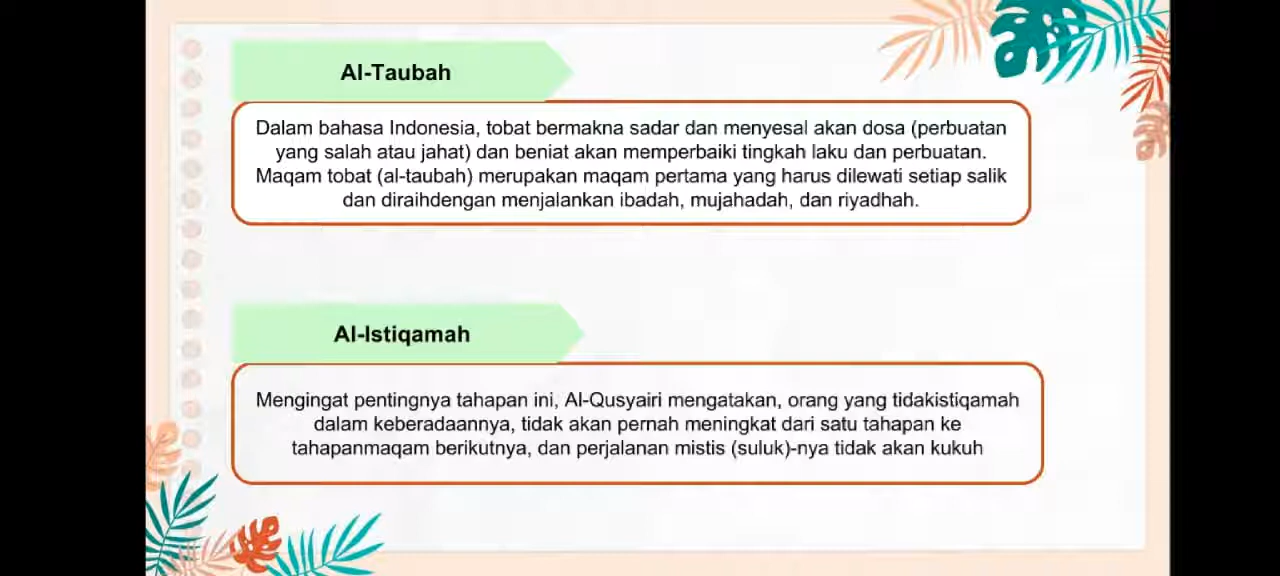 Al-Taubah
Dalam bahasa Indonesia, tobat bermakna sadar dan menyesal akan dosa (perbuatan
yang salah atau jahat) dan beniat akan memperbaiki tingkah laku dan perbuatan.
Maqam tobat (al-taubah) merupakan maqam pertama yang harus dilewati setiap salik
dan diraihdengan menjalankan ibadah, mujahadah, dan riyadhah.
Al-Istiqamah
Mengingat pentingnya tahapan ini, Al-Qusyairi mengatakan, orang yang tidakistiqamah
dalam keberadaannya, tidak akan pernah meningkat dari satu tahapan ke
tahapanmaqam berikutnya, dan perjalanan mistis (suluk)-nya tidak akan kukuh